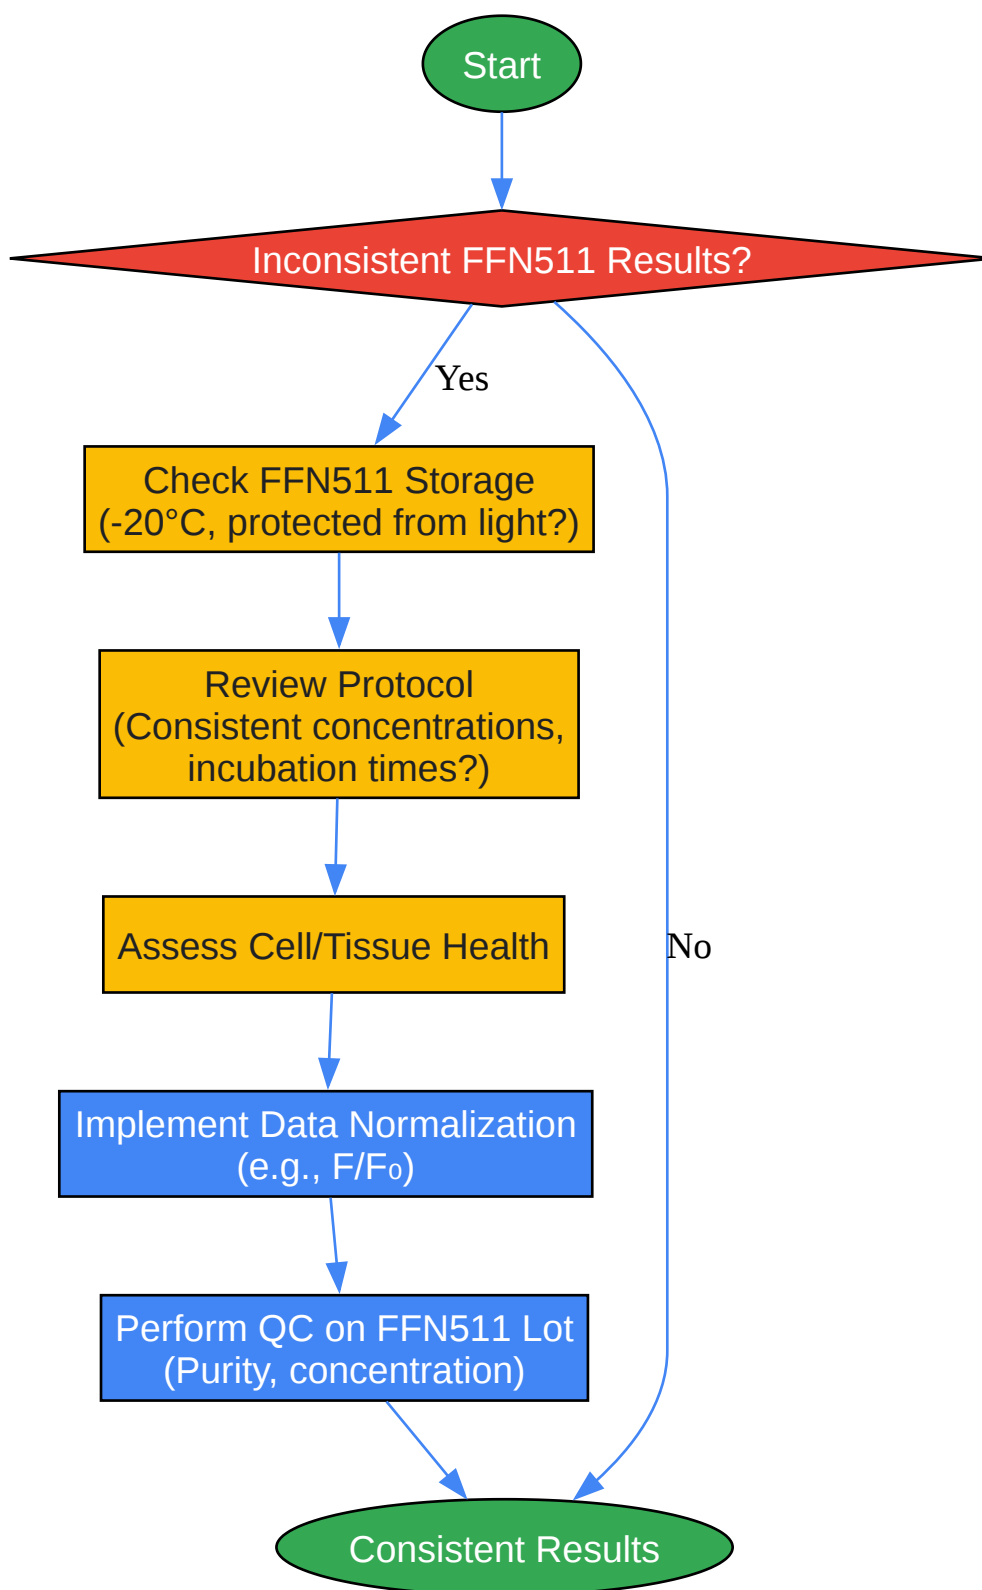 Start
Inconsistent FFN511 Results?
Yes
Check FFN511 Storage
(-20°C, protected from light?)
Review Protocol
(Consistent concentrations,
incubation times?)
Assess Cell/Tissue Health
No
Implement Data Normalization
(e.g., F/F₀)
Perform QC on FFN511 Lot
(Purity, concentration)
Consistent Results